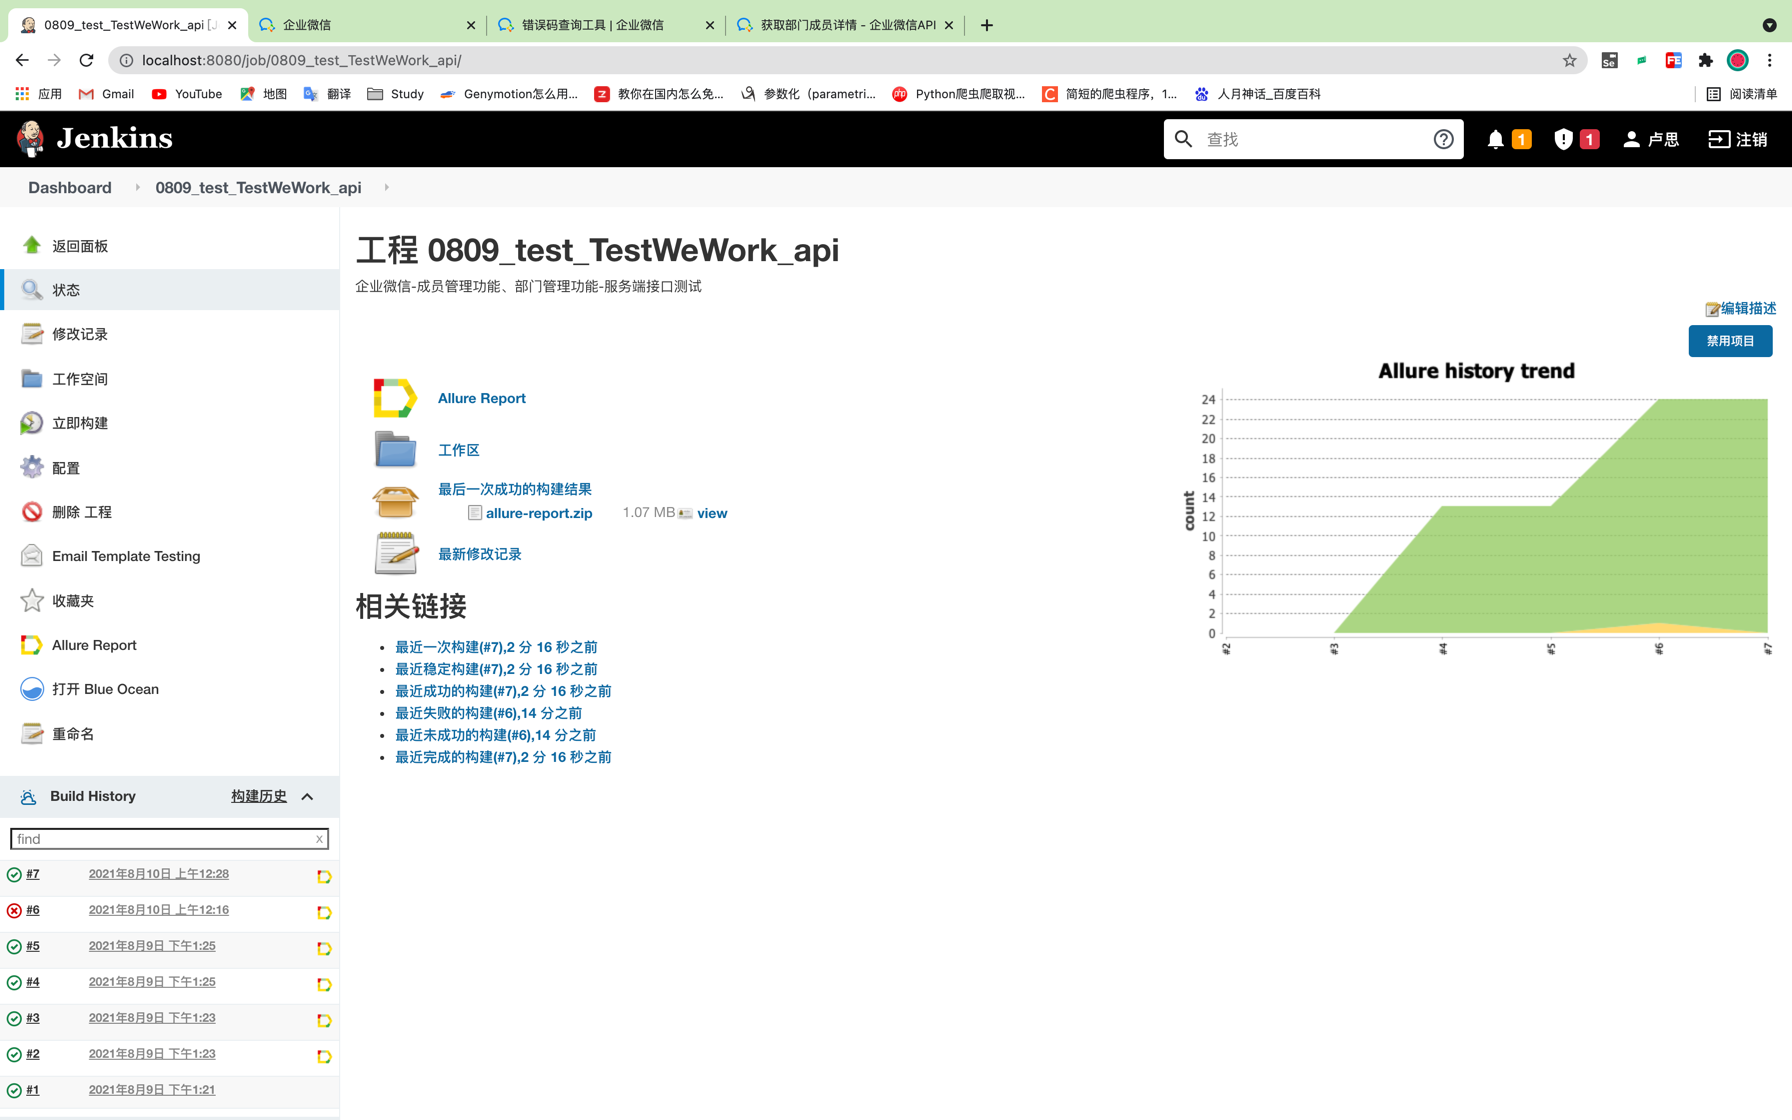 0809_test_TestWeWork_api [J
企业微信
错误码查询工具 | 企业微信
获取部门成员详情 - 企业微信API
localhost:8080/job/0809_test_TestWeWork_api/
应用
Gmail
YouTube
地图
翻译
Study
Genymotion怎么用...
教你在国内怎么免...
参数化（parametri...
Python爬虫爬取视...
简短的爬虫程序，1...
人月神话_百度百科
阅读清单
Jenkins
查找
1
1
卢思
注销
Dashboard
0809_test_TestWeWork_api
返回面板
状态
修改记录
工作空间
立即构建
配置
删除 工程
Email Template Testing
收藏夹
Allure Report
打开 Blue Ocean
重命名
Build History
构建历史
find
x
#7 2021年8月10日 上午12:28
#6 2021年8月10日 上午12:16
#5 2021年8月9日 下午1:25
#4 2021年8月9日 下午1:25
#3 2021年8月9日 下午1:23
#2 2021年8月9日 下午1:23
#1 2021年8月9日 下午1:21
工程 0809_test_TestWeWork_api
企业微信-成员管理功能、部门管理功能-服务端接口测试
编辑描述
禁用项目
Allure Report
工作区
最后一次成功的构建结果
allure-report.zip 1.07 MB view
最新修改记录
相关链接
最近一次构建(#7),2 分 16 秒之前
最近稳定构建(#7),2 分 16 秒之前
最近成功的构建(#7),2 分 16 秒之前
最近失败的构建(#6),14 分之前
最近未成功的构建(#6),14 分之前
最近完成的构建(#7),2 分 16 秒之前
Allure history trend
count
24
22
20
18
16
14
12
10
8
6
4
2
0
#2
#3
#4
#5
#6
#7